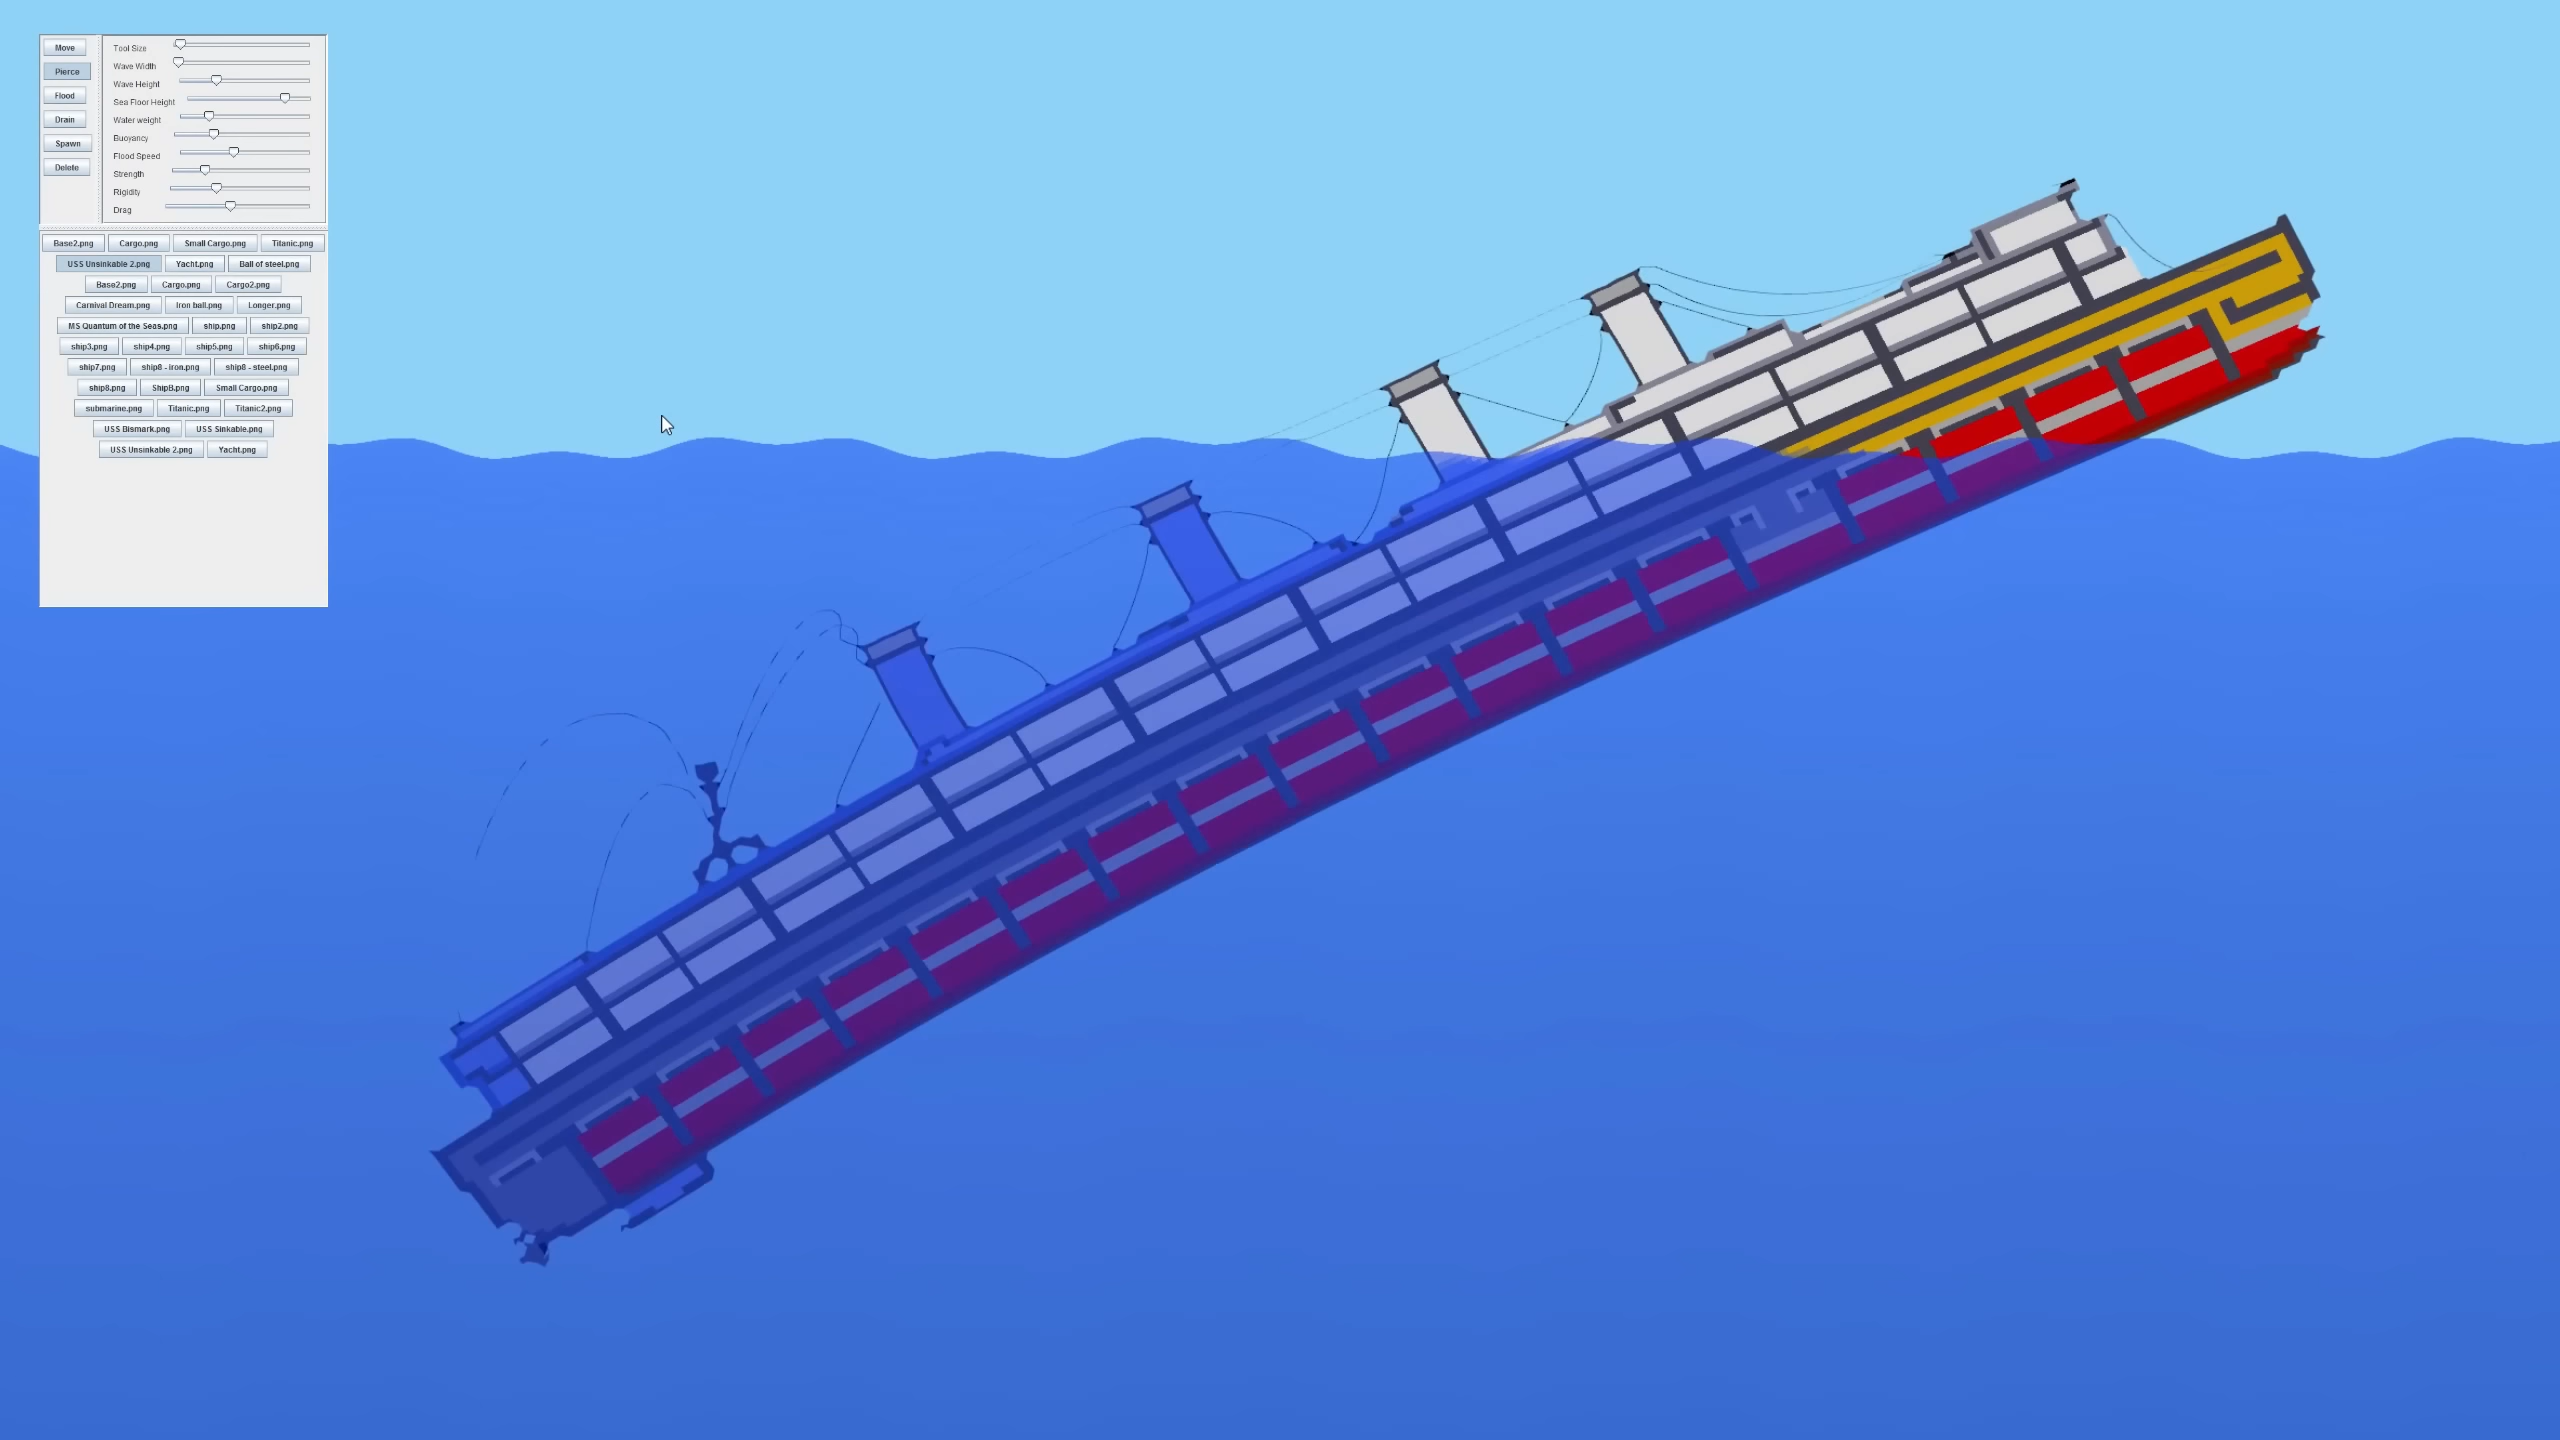 Move
Pierce
Flood
Drain
Spawn
Delete
Tool Size
Wave Width
Wave Height
Sea Floor Height
Water weight
Buoyancy
Flood Speed
Strength
Rigidity
Drag
Base2.png Cargo.png Small Cargo.png Titanic.png
USS Unsinkable 2.png Yacht.png Ball of steel.png
Base2.png Cargo.png Cargo2.png
Carnival Dream.png Iron ball.png Longer.png
MS Quantum of the Seas.png ship.png ship2.png
ship3.png ship4.png ship5.png ship6.png
ship7.png ship8 - iron.png ship8 - steel.png
ship8.png ShipB.png Small Cargo.png
submarine.png Titanic.png Titanic2.png
USS Bismark.png USS Sinkable.png
USS Unsinkable 2.png Yacht.png